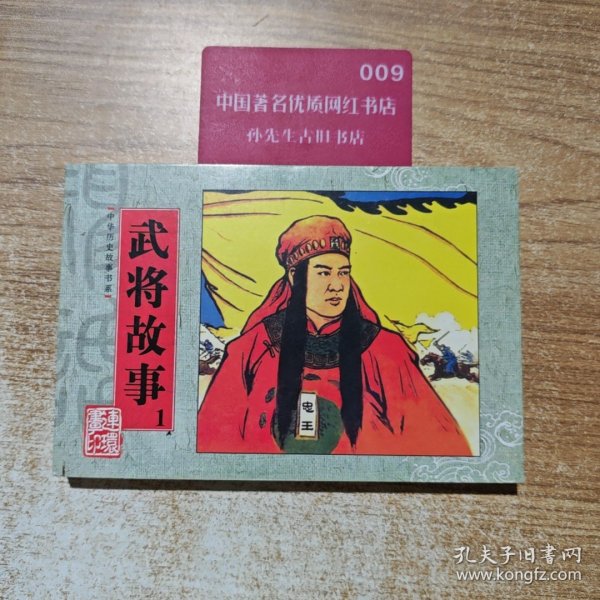 009
中国著名优质网红书店
孙先生古旧书店
中华历史故事书系
武将故事
1
连环画印
忠王
孔夫子旧书网
www.kongfz.com